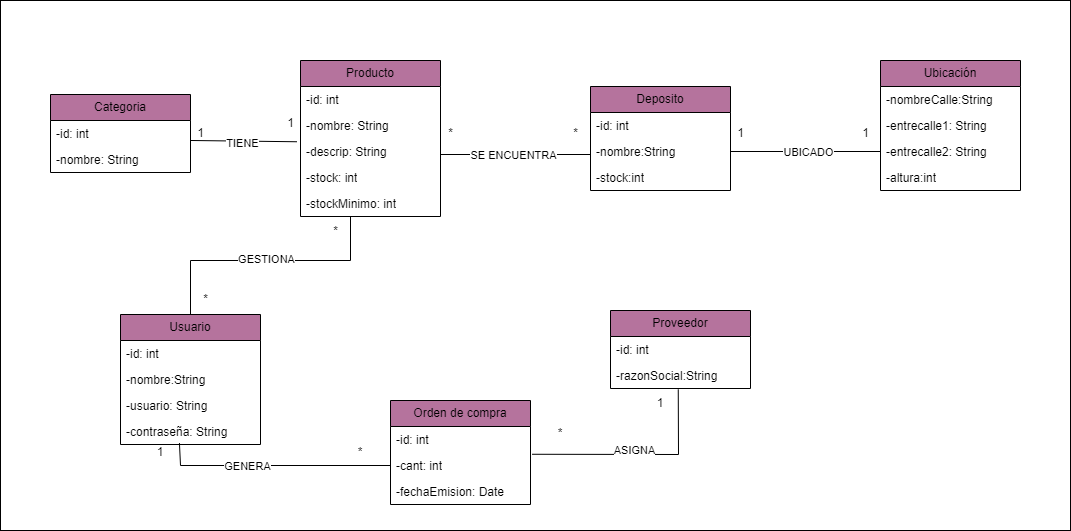 Categoria
-id: int
-nombre: String
1
TIENE
1
Producto
-id: int
-nombre: String
-descrip: String
-stock: int
-stockMinimo: int
*
SE ENCUENTRA
*
Deposito
-id: int
-nombre:String
-stock:int
1
UBICADO
1
Ubicación
-nombreCalle:String
-entrecalle1: String
-entrecalle2: String
-altura:int
*
GESTIONA
*
Usuario
-id: int
-nombre:String
-usuario: String
-contraseña: String
1
GENERA
*
Orden de compra
-id: int
-cant: int
-fechaEmision: Date
*
ASIGNA
1
Proveedor
-id: int
-razonSocial:String